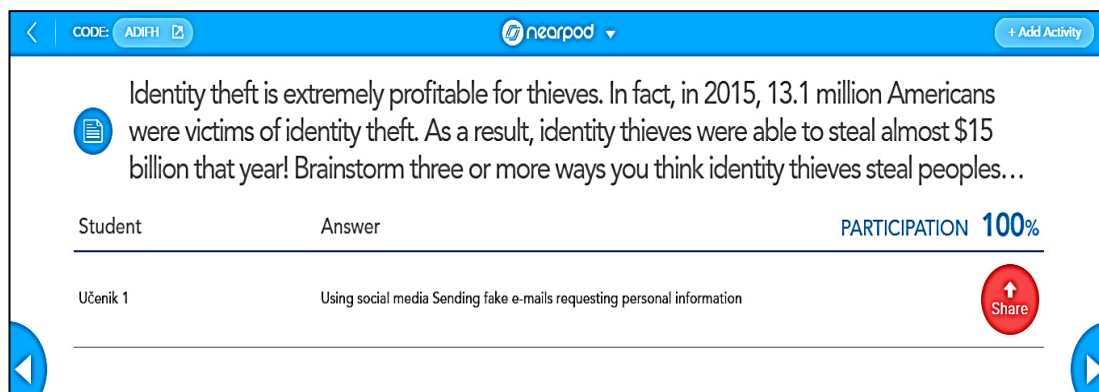 CODE: ADIFH nearpod + Add Activity
Identity theft is extremely profitable for thieves. In fact, in 2015, 13.1 million Americans
were victims of identity theft. As a result, identity thieves were able to steal almost $15
billion that year! Brainstorm three or more ways you think identity thieves steal peoples...
Student Answer PARTICIPATION 100%
Učenik 1 Using social media Sending fake e-mails requesting personal information Share